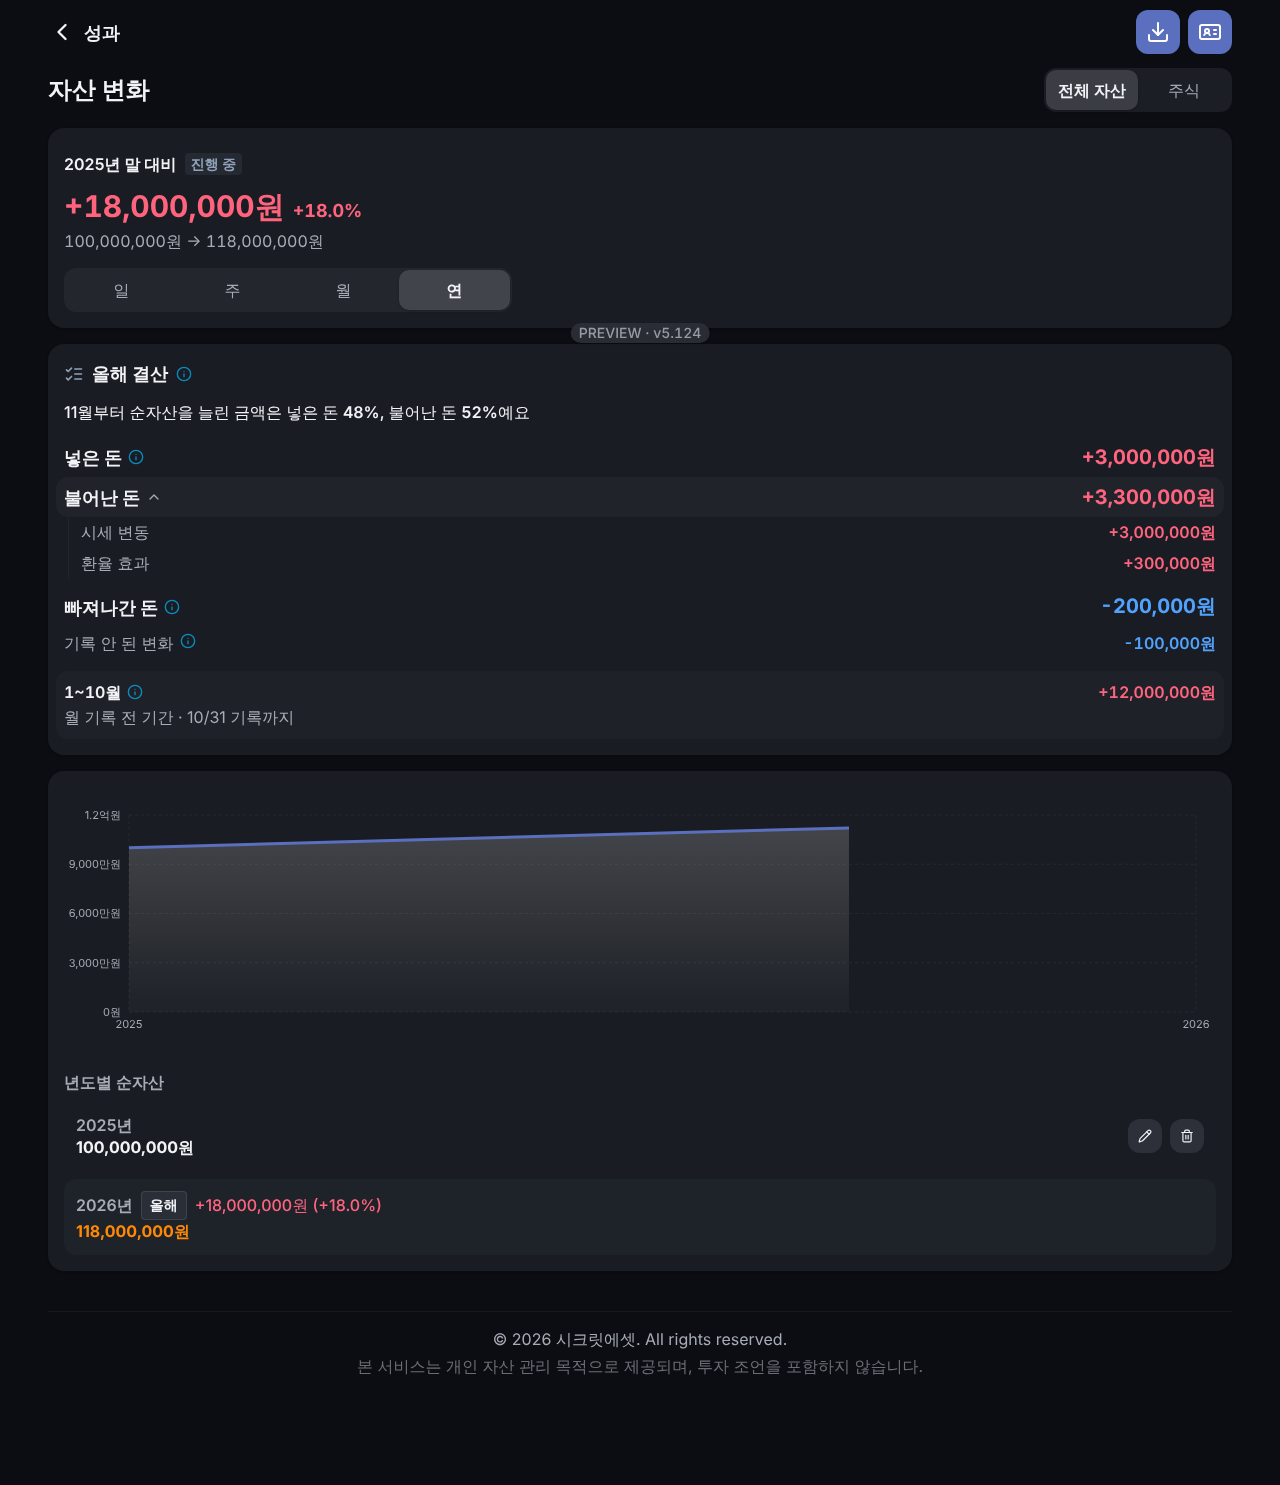 성과
자산 변화
전체 자산 주식
2025년 말 대비 진행 중
+18,000,000원 +18.0%
100,000,000원 → 118,000,000원
일 주 월 연
PREVIEW · v5.124
올해 결산
11월부터 순자산을 늘린 금액은 넣은 돈 48%, 불어난 돈 52%예요
넣은 돈 +3,000,000원
불어난 돈 +3,300,000원
시세 변동 +3,000,000원
환율 효과 +300,000원
빠져나간 돈 -200,000원
기록 안 된 변화 -100,000원
1~10월 +12,000,000원
월 기록 전 기간 · 10/31 기록까지
1.2억원
9,000만원
6,000만원
3,000만원
0원
2025 2026
년도별 순자산
2025년
100,000,000원
2026년 올해 +18,000,000원 (+18.0%)
118,000,000원
© 2026 시크릿에셋. All rights reserved.
본 서비스는 개인 자산 관리 목적으로 제공되며, 투자 조언을 포함하지 않습니다.